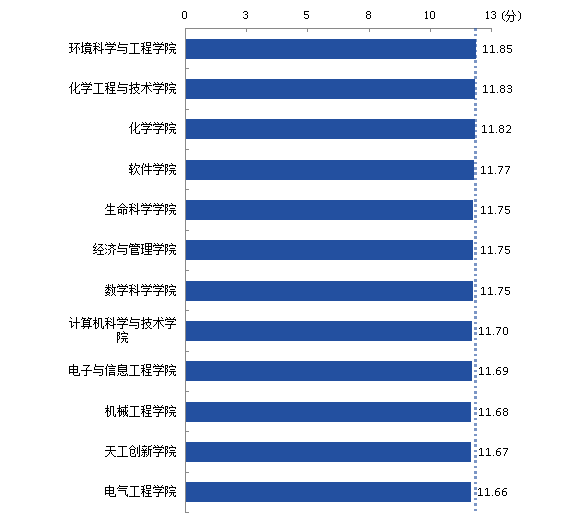 0 3 5 8 10 13 (分)
环境科学与工程学院 11.85
化学工程与技术学院 11.83
化学学院 11.82
软件学院 11.77
生命科学学院 11.75
经济与管理学院 11.75
数学科学学院 11.75
计算机科学与技术学
院 11.70
电子与信息工程学院 11.69
机械工程学院 11.68
天工创新学院 11.67
电气工程学院 11.66